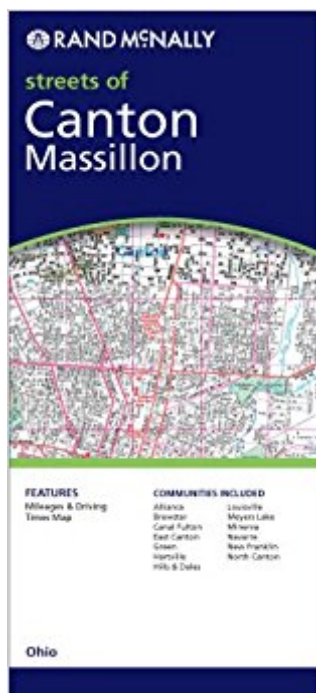 RAND McNALLY
streets of
Canton
Massillon
FEATURES
Mileages & Driving
Times Map
COMMUNITIES INCLUDED
Alliance
Brewster
Canal Fulton
East Canton
Green
Hartville
Hills & Dales
Louisville
Meyers Lake
Minerva
Navarre
New Franklin
North Canton
Ohio